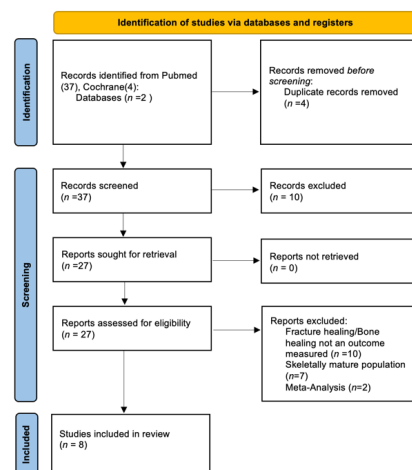 Identification of studies via databases and registers
Identification
Records identified from Pubmed
(37), Cochrane(4):
Databases (n =2 )
Records removed before
screening:
Duplicate records removed
(n =4)
Screening
Records screened
(n =37)
Records excluded
(n = 10)
Reports sought for retrieval
(n =27)
Reports not retrieved
(n = 0)
Reports assessed for eligibility
(n = 27)
Reports excluded:
Fracture healing/Bone
healing not an outcome
measured (n =10)
Skeletally mature population
(n=7)
Meta-Analysis (n=2)
Included
Studies included in review
(n = 8)